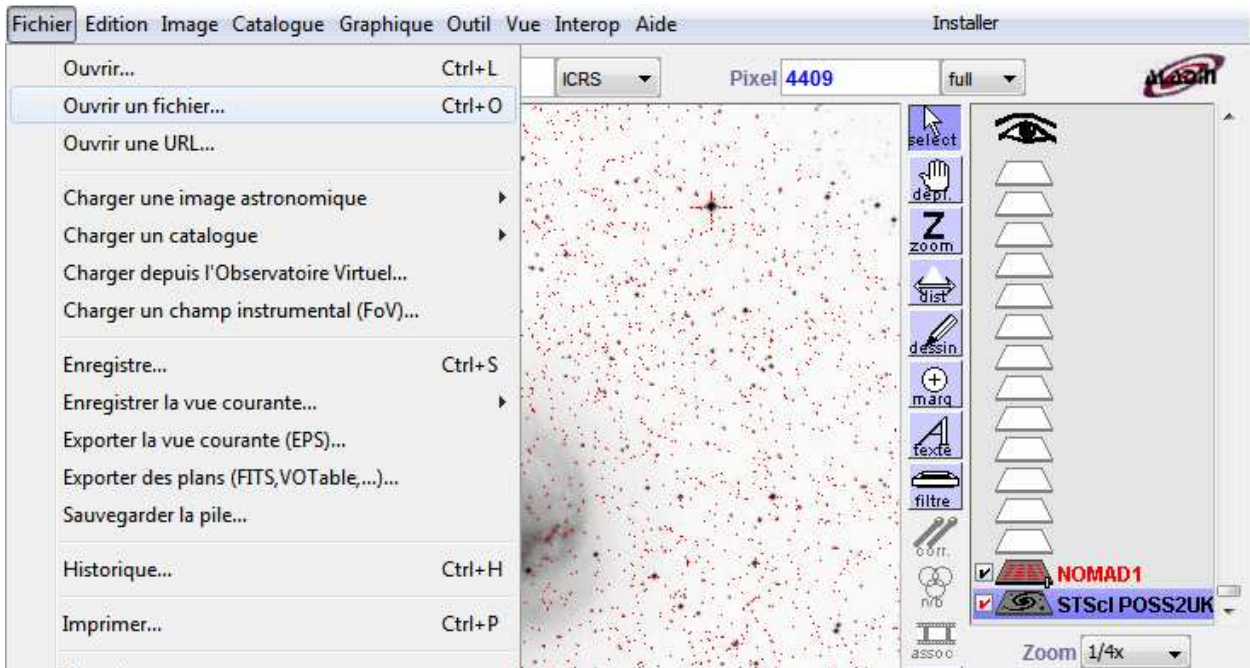 Fichier Edition Image Catalogue Graphique Outil Vue Interop Aide Installer
Ouvrir... Ctrl+L
Ouvrir un fichier... Ctrl+O
Ouvrir une URL...
Charger une image astronomique
Charger un catalogue
Charger depuis l'Observatoire Virtuel...
Charger un champ instrumental (FoV)...
Enregistre... Ctrl+S
Enregistrer la vue courante...
Exporter la vue courante (EPS)...
Exporter des plans (FITS,VOTable,...)...
Sauvegarder la pile...
Historique... Ctrl+H
Imprimer... Ctrl+P
ICRS Pixel 4409 full
Aladin
select
dépl.
Z
zoom
dist
dessin
marq
A
texte
filtre
corr.
n/b
assoc
NOMAD1
STScI POSS2UK
Zoom 1/4x